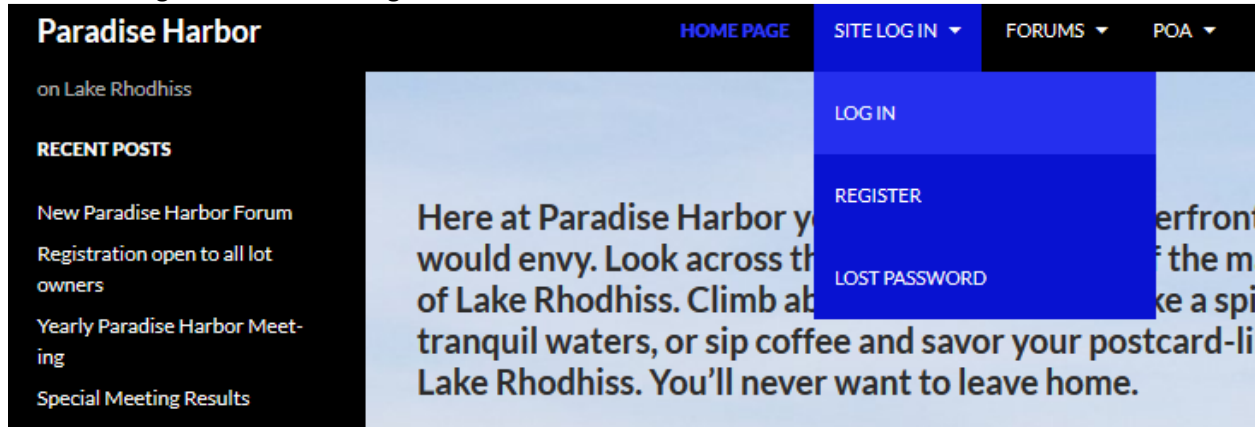 Paradise Harbor
HOME PAGE
SITE LOG IN
FORUMS
POA
on Lake Rhodhiss
LOG IN
REGISTER
LOST PASSWORD
RECENT POSTS
New Paradise Harbor Forum
Registration open to all lot
owners
Yearly Paradise Harbor Meet-
ing
Special Meeting Results
Here at Paradise Harbor
would envy. Look across the
of Lake Rhodhiss. Climb
tranquil waters, or sip coffee and savor your
Lake Rhodhiss. You'll never want to leave home.